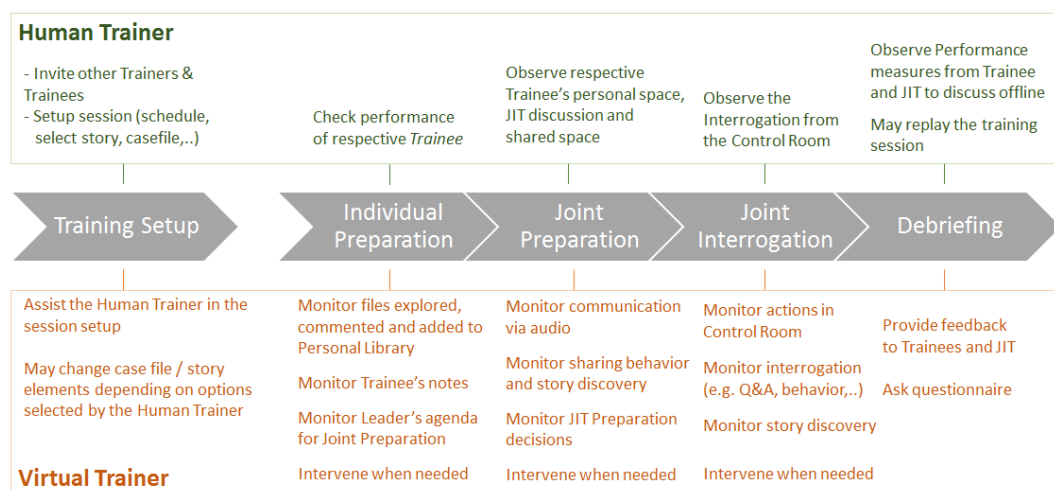 Human Trainer
- Invite other Trainers &
Trainees
- Setup session (schedule,
select story, casefile,..)
Check performance
of respective Trainee
Observe respective
Trainee's personal space,
JIT discussion and
shared space
Observe the
Interrogation from
the Control Room
Observe Performance
measures from Trainee
and JIT to discuss offline
May replay the training
session
Training Setup
Individual
Preparation
Joint
Preparation
Joint
Interrogation
Debriefing
Assist the Human Trainer in the
session setup
May change case file / story
elements depending on options
selected by the Human Trainer
Monitor files explored,
commented and added to
Personal Library
Monitor Trainee's notes
Monitor Leader's agenda
for Joint Preparation
Intervene when needed
Monitor communication
via audio
Monitor sharing behavior
and story discovery
Monitor JIT Preparation
decisions
Intervene when needed
Monitor actions in
Control Room
Monitor interrogation
(e.g. Q&A, behavior,..)
Monitor story discovery
Intervene when needed
Provide feedback
to Trainees and JIT
Ask questionnaire
Virtual Trainer